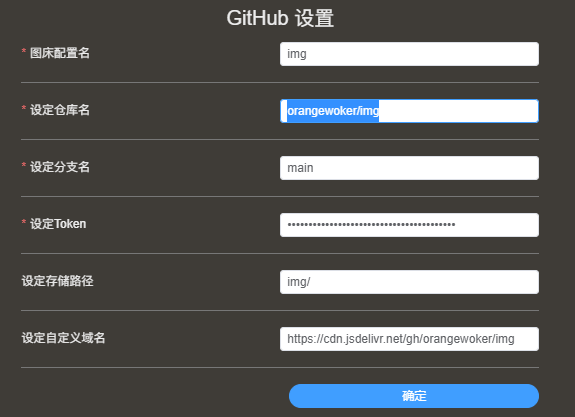 GitHub 设置
* 图床配置名
img
* 设定仓库名
orangewoker/img
* 设定分支名
main
* 设定Token
••••••••••••••••••••••••••••••••••••••••
设定存储路径
img/
设定自定义域名
https://cdn.jsdelivr.net/gh/orangewoker/img
确定